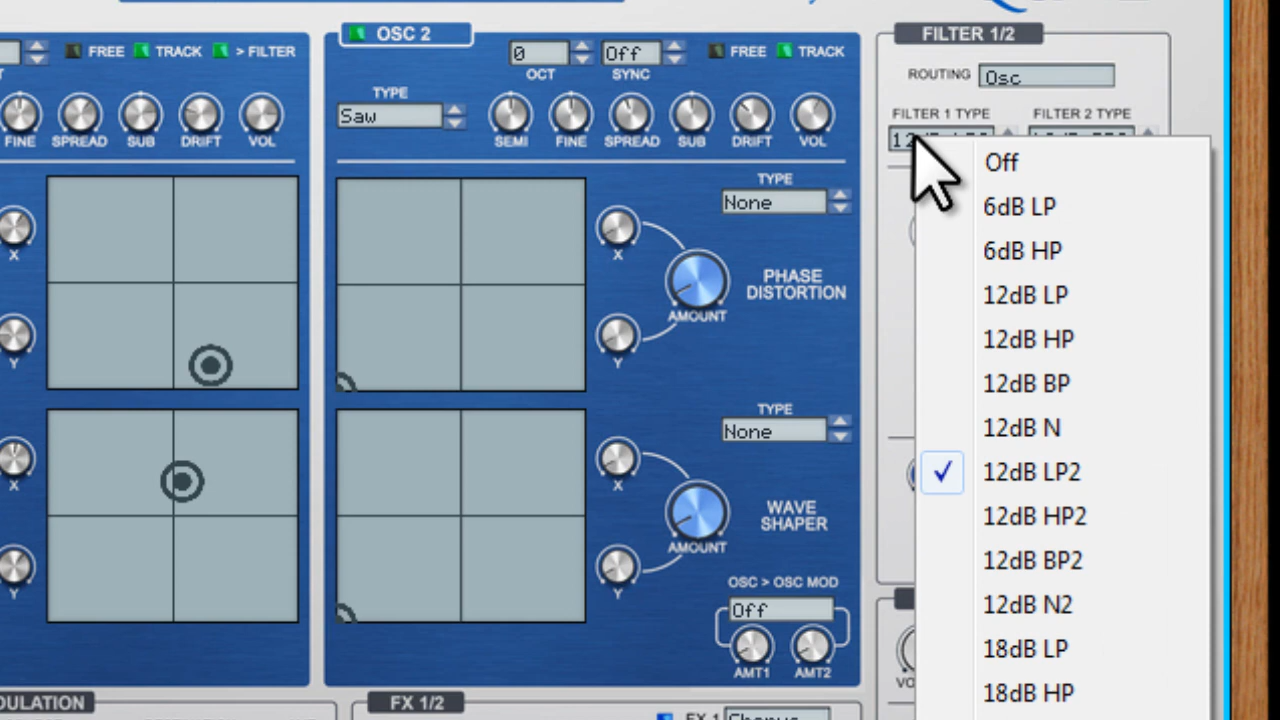 OSC 2
FILTER 1/2
FREE TRACK > FILTER
0 Off FREE TRACK
OCT SYNC
ROUTING Osc
TYPE
Saw
FILTER 1 TYPE FILTER 2 TYPE
FINE SPREAD SUB DRIFT VOL
SEMI FINE SPREAD SUB DRIFT VOL
Off
6dB LP
6dB HP
12dB LP
12dB HP
12dB BP
12dB N
12dB LP2
12dB HP2
12dB BP2
12dB N2
18dB LP
18dB HP
TYPE
None
X
X
PHASE
DISTORTION
AMOUNT
Y
Y
TYPE
None
X
X
WAVE
SHAPER
AMOUNT
Y
Y
OSC > OSC MOD
Off
AMT1 AMT2
FX 1/2
FX 1 Chorus